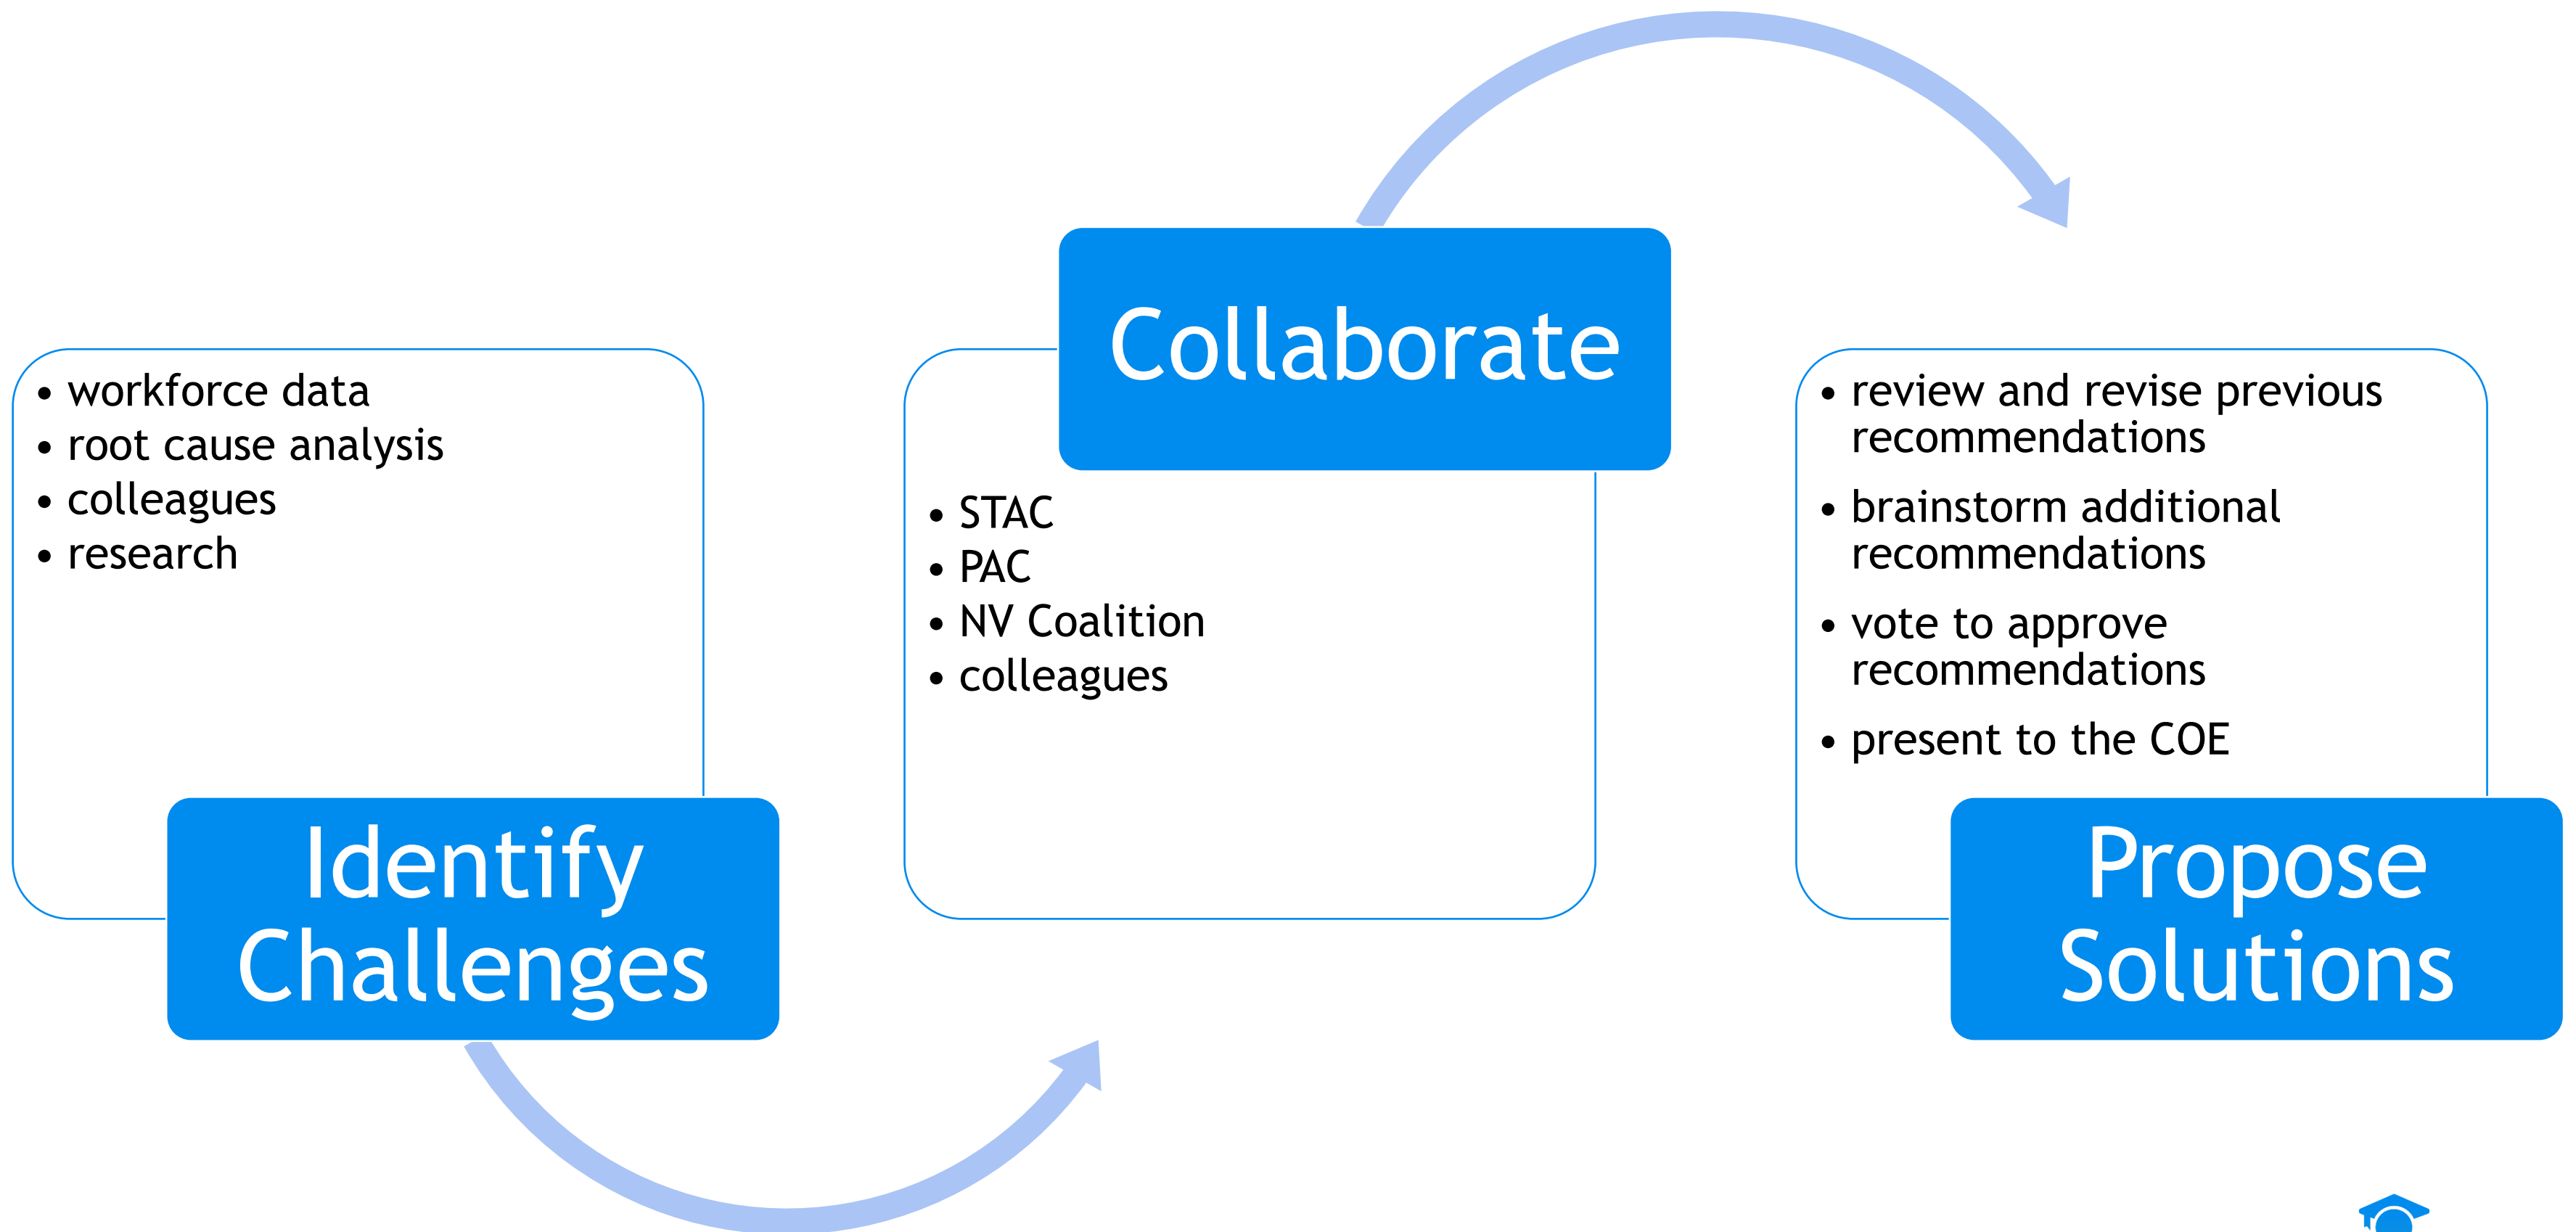 • workforce data
• root cause analysis
• colleagues
• research
Identify
Challenges
Collaborate
• STAC
• PAC
• NV Coalition
• colleagues
• review and revise previous
recommendations
• brainstorm additional
recommendations
• vote to approve
recommendations
• present to the COE
Propose
Solutions